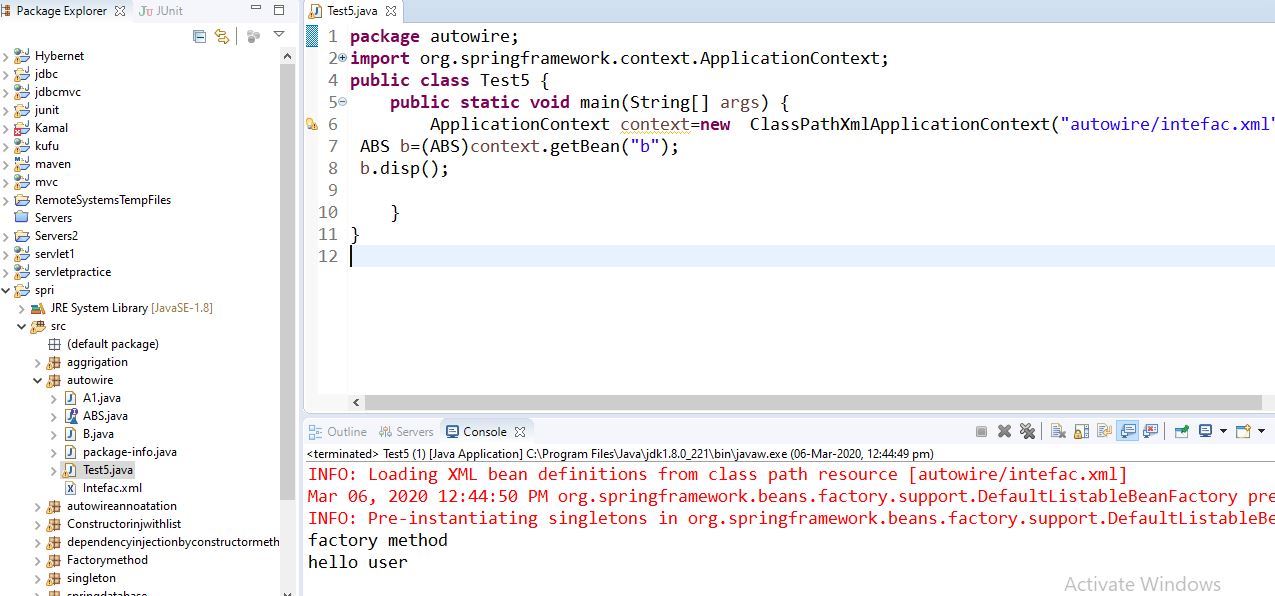 Package Explorer JUnit
Hybernet
jdbc
jdbcmvc
junit
Kamal
kufu
maven
mvc
RemoteSystemsTempFiles
Servers
Servers2
servlet1
servletpractice
spri
JRE System Library [JavaSE-1.8]
src
(default package)
aggrigation
autowire
A1.java
ABS.java
B.java
package-info.java
Test5.java
Intefac.xml
autowireannoatation
Constructorinjwithlist
dependencyinjectionbyconstructormeth
Factorymethod
singleton
springdatabase
Test5.java
1 package autowire;
2 import org.springframework.context.ApplicationContext;
4 public class Test5 {
5 public static void main(String[] args) {
6 ApplicationContext context=new ClassPathXmlApplicationContext("autowire/intefac.xml"
7 ABS b=(ABS)context.getBean("b");
8 b.disp();
9
10 }
11 }
12
Outline Servers Console
<terminated> Test5 (1) [Java Application] C:\Program Files\Java\jdk1.8.0_221\bin\javaw.exe (06-Mar-2020, 12:44:49 pm)
INFO: Loading XML bean definitions from class path resource [autowire/intefac.xml]
Mar 06, 2020 12:44:50 PM org.springframework.beans.factory.support.DefaultListableBeanFactory pre
INFO: Pre-instantiating singletons in org.springframework.beans.factory.support.DefaultListableBe
factory method
hello user
Activate Windows